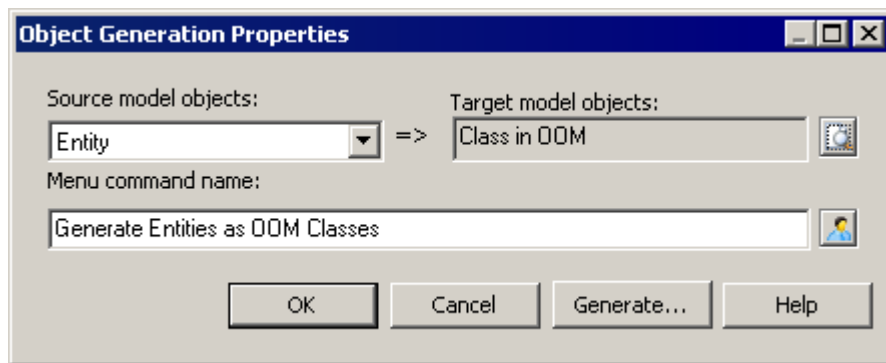 Object Generation Properties
Source model objects:
Target model objects:
Entity
=>
Class in OOM
Menu command name:
Generate Entities as OOM Classes
OK
Cancel
Generate...
Help